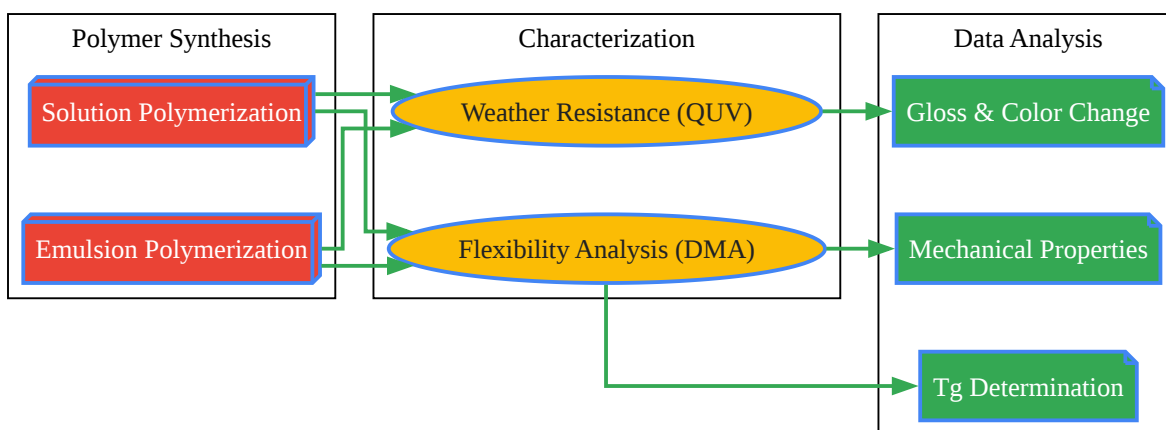 Polymer Synthesis
Characterization
Data Analysis
Solution Polymerization
Weather Resistance (QUV)
Gloss & Color Change
Emulsion Polymerization
Flexibility Analysis (DMA)
Mechanical Properties
Tg Determination